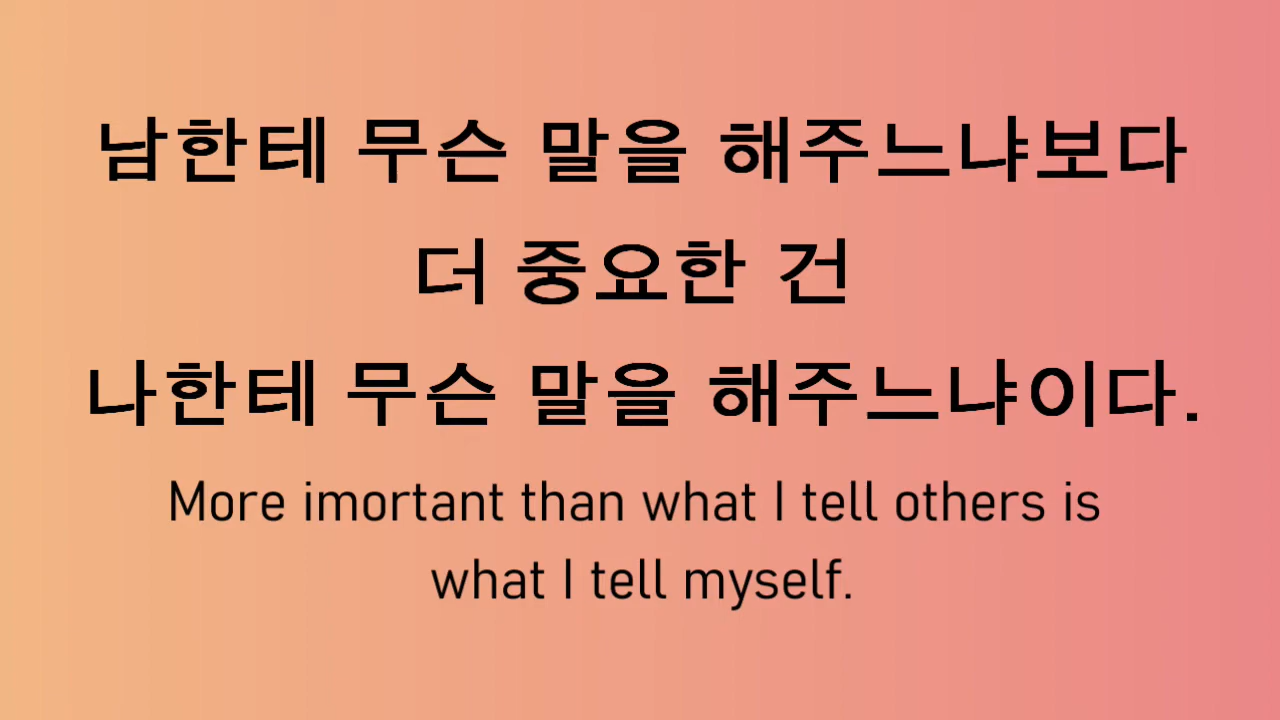 남한테 무슨 말을 해주느냐보다
더 중요한 건
나한테 무슨 말을 해주느냐이다.
More imortant than what I tell others is
what I tell myself.